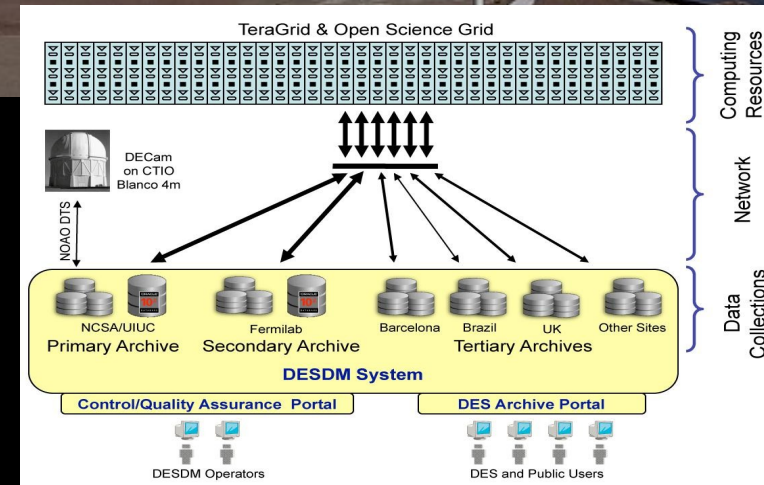 TeraGrid & Open Science Grid
Computing
Resources
DECam
on CTIO
Blanco 4m
NOAO DTS
Network
NCSA/UIUC
Primary Archive
Fermilab
Secondary Archive
Barcelona
Brazil
UK
Other Sites
Tertiary Archives
Data
Collections
DESDM System
Control/Quality Assurance Portal
DES Archive Portal
DESDM Operators
DES and Public Users